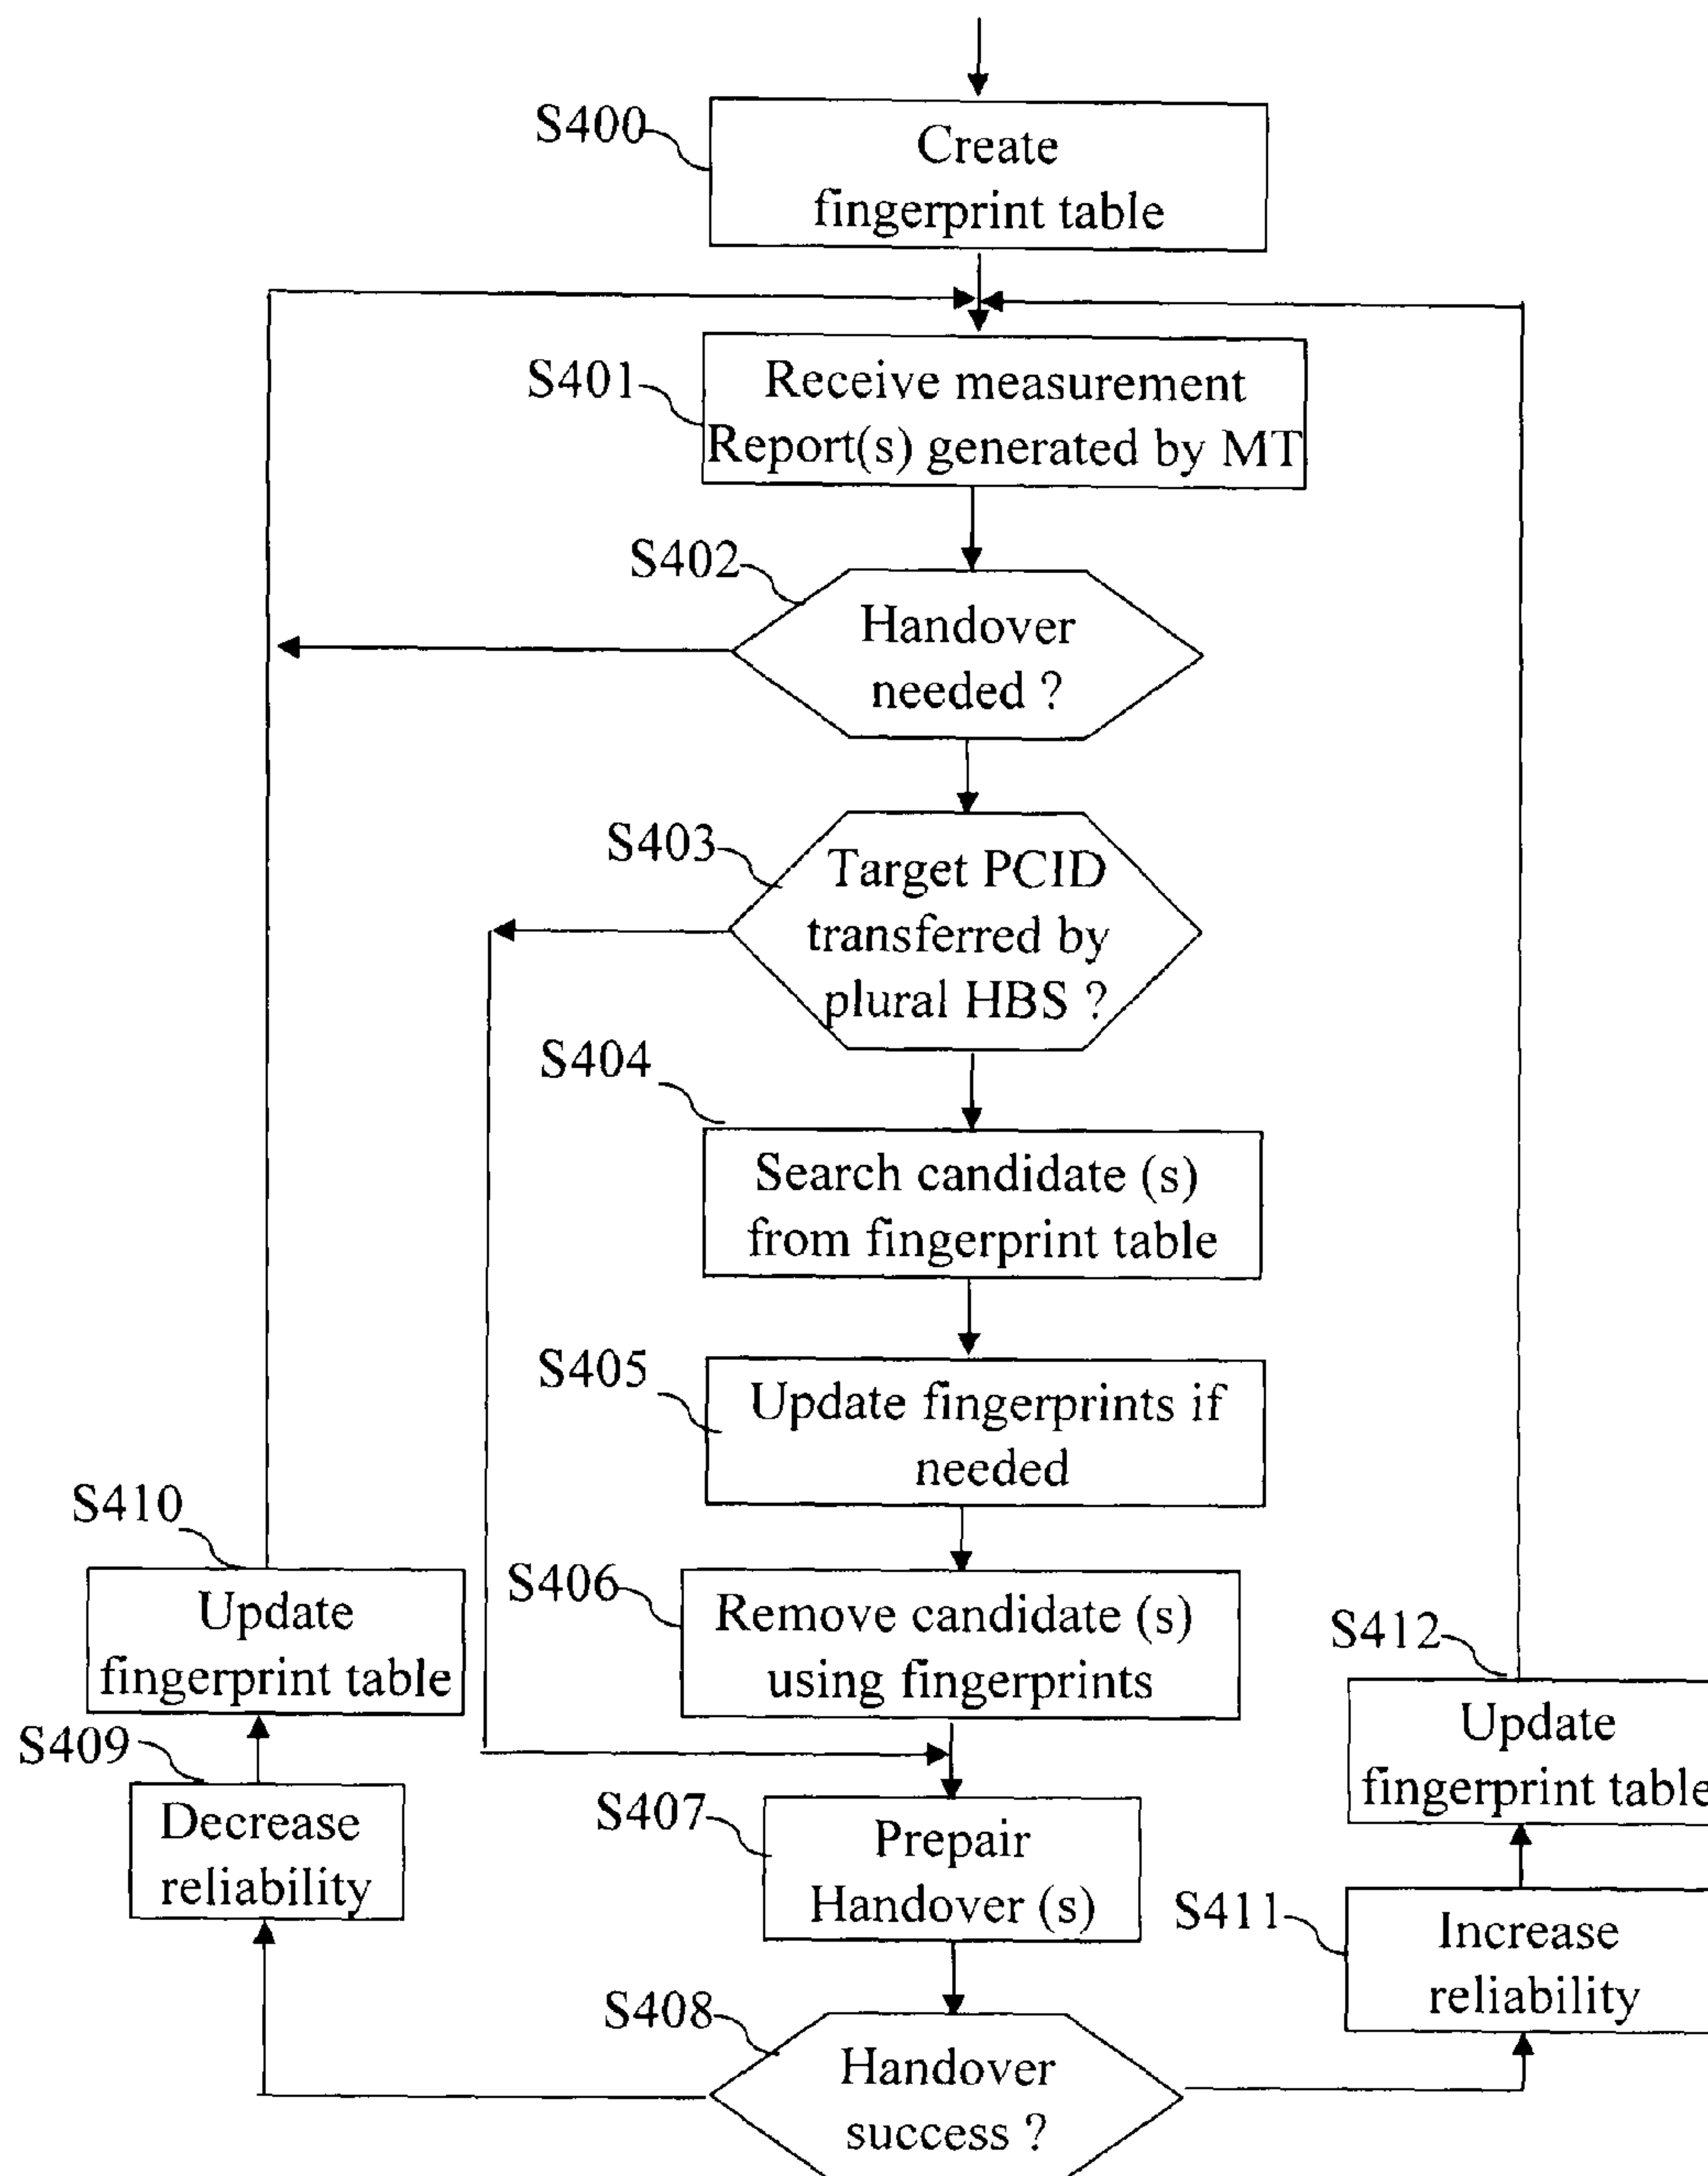 S400
Create
fingerprint table
S401
Receive measurement
Report(s) generated by MT
S402
Handover
needed ?
S403
Target PCID
transferred by
plural HBS ?
S404
Search candidate (s)
from fingerprint table
S405
Update fingerprints if
needed
S406
Remove candidate (s)
using fingerprints
S407
Prepair
Handover (s)
S408
Handover
success ?
S409
Decrease
reliability
S410
Update
fingerprint table
S411
Increase
reliability
S412
Update
fingerprint table